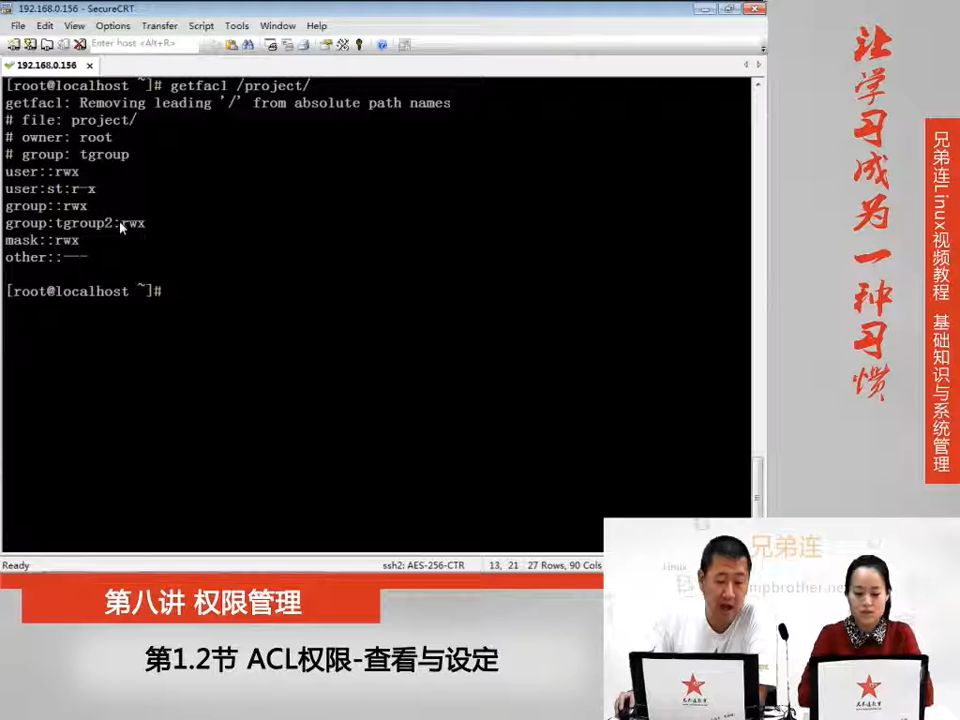 192.168.0.156 - SecureCRT
File Edit View Options Transfer Script Tools Window Help
Enter host <Alt+R>
192.168.0.156
[root@localhost ~]# getfacl /project/
getfacl: Removing leading '/' from absolute path names
# file: project/
# owner: root
# group: tgroup
user::rwx
user:st:r-x
group::rwx
group:tgroup2:rwx
mask::rwx
other::---
[root@localhost ~]#
Ready ssh2: AES-256-CTR 13, 21 27 Rows, 90 Cols
让学习成为一种习惯
兄弟连Linux视频教程 基础知识与系统管理
兄弟连
Linux
mpbrother.ne
第八讲 权限管理
第1.2节 ACL权限-查看与设定